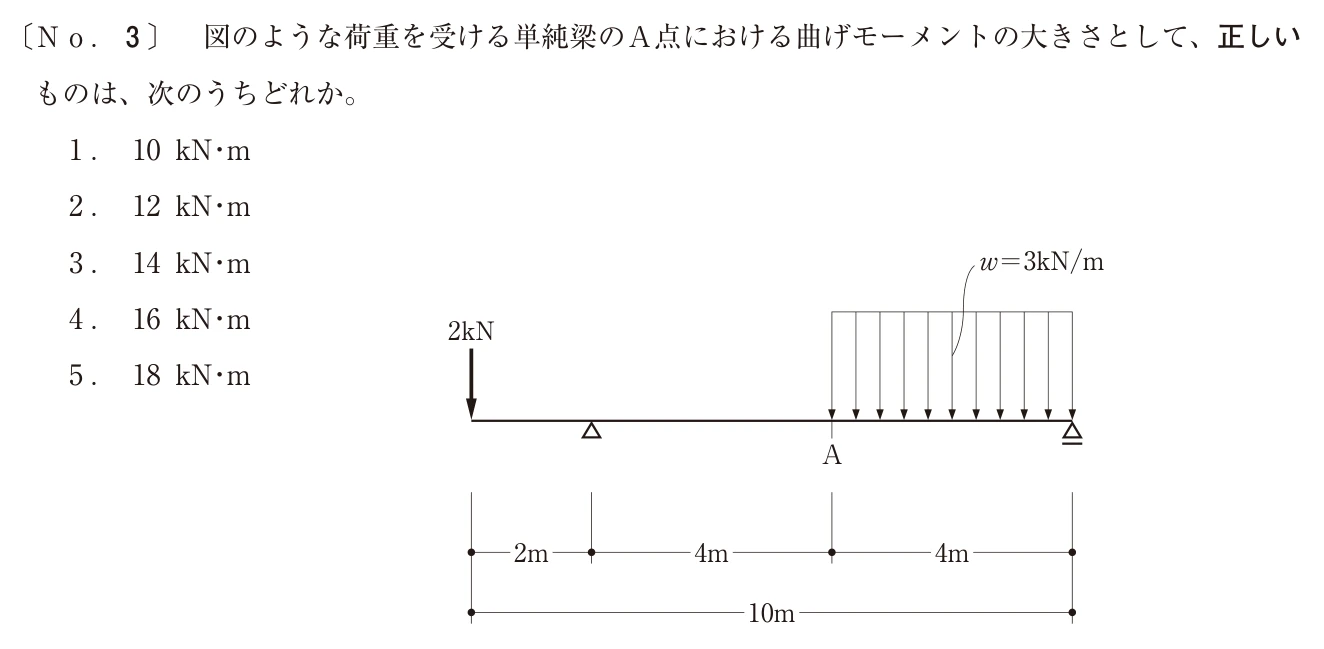 〔Ｎｏ．３〕　図のような荷重を受ける単純梁のＡ点における曲げモーメントの大きさとして、正しい
ものは、次のうちどれか。
1． 10 kN･m
2． 12 kN･m
3． 14 kN･m
4． 16 kN･m
5． 18 kN･m
w＝3kN/m
2kN
A
2m 4m 4m
10m